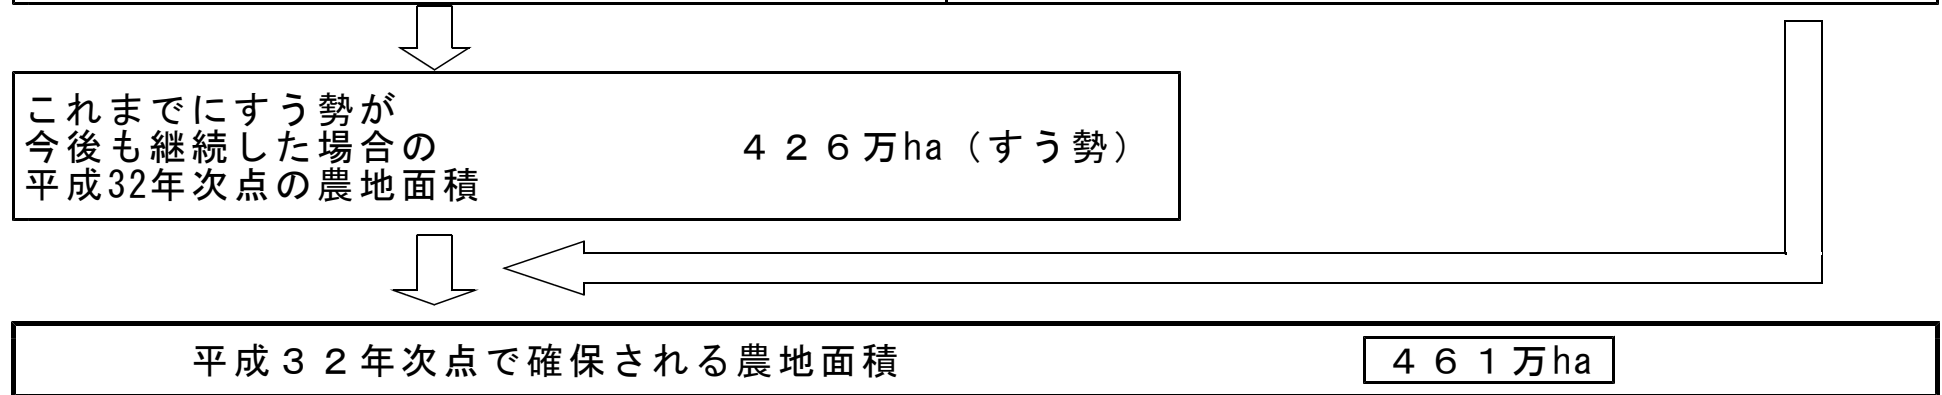 これまでにすう勢が
今後も継続した場合の
平成32年次点の農地面積
４２６万ha（すう勢）
平成３２年次点で確保される農地面積
４６１万ha